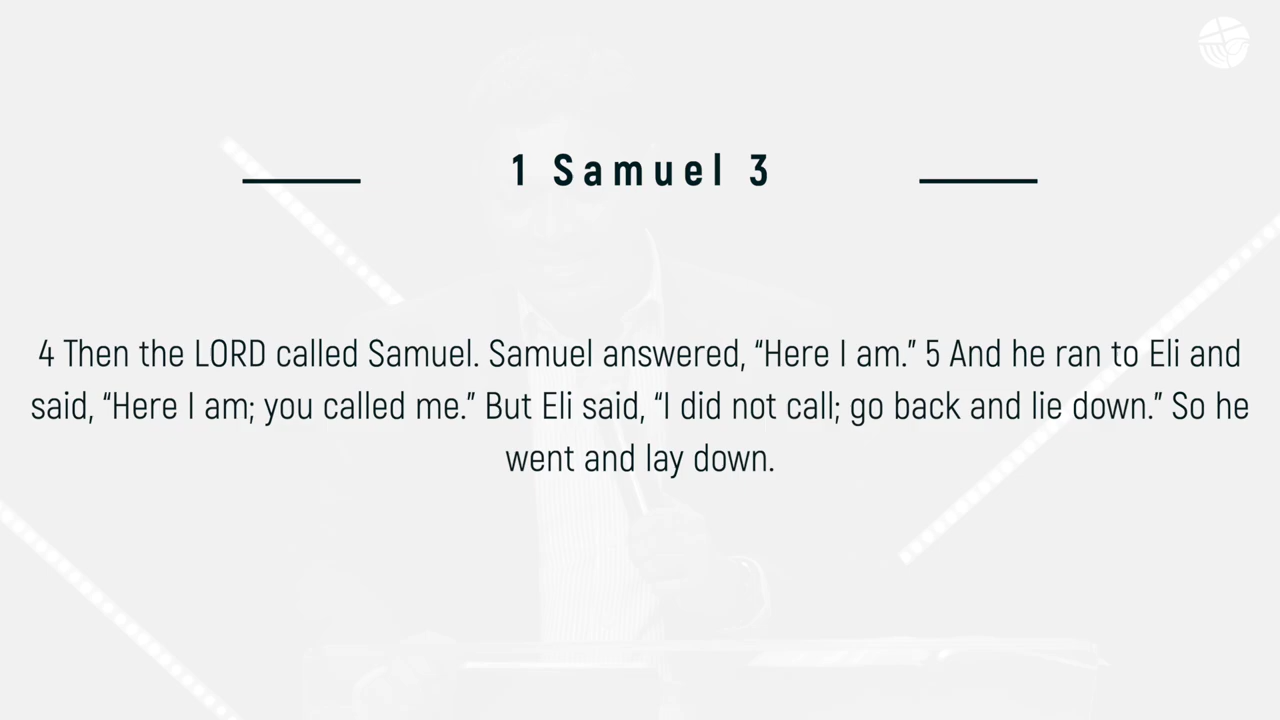 1 Samuel 3
4 Then the LORD called Samuel. Samuel answered, “Here I am.” 5 And he ran to Eli and
said, “Here I am; you called me.” But Eli said, “I did not call; go back and lie down.” So he
went and lay down.